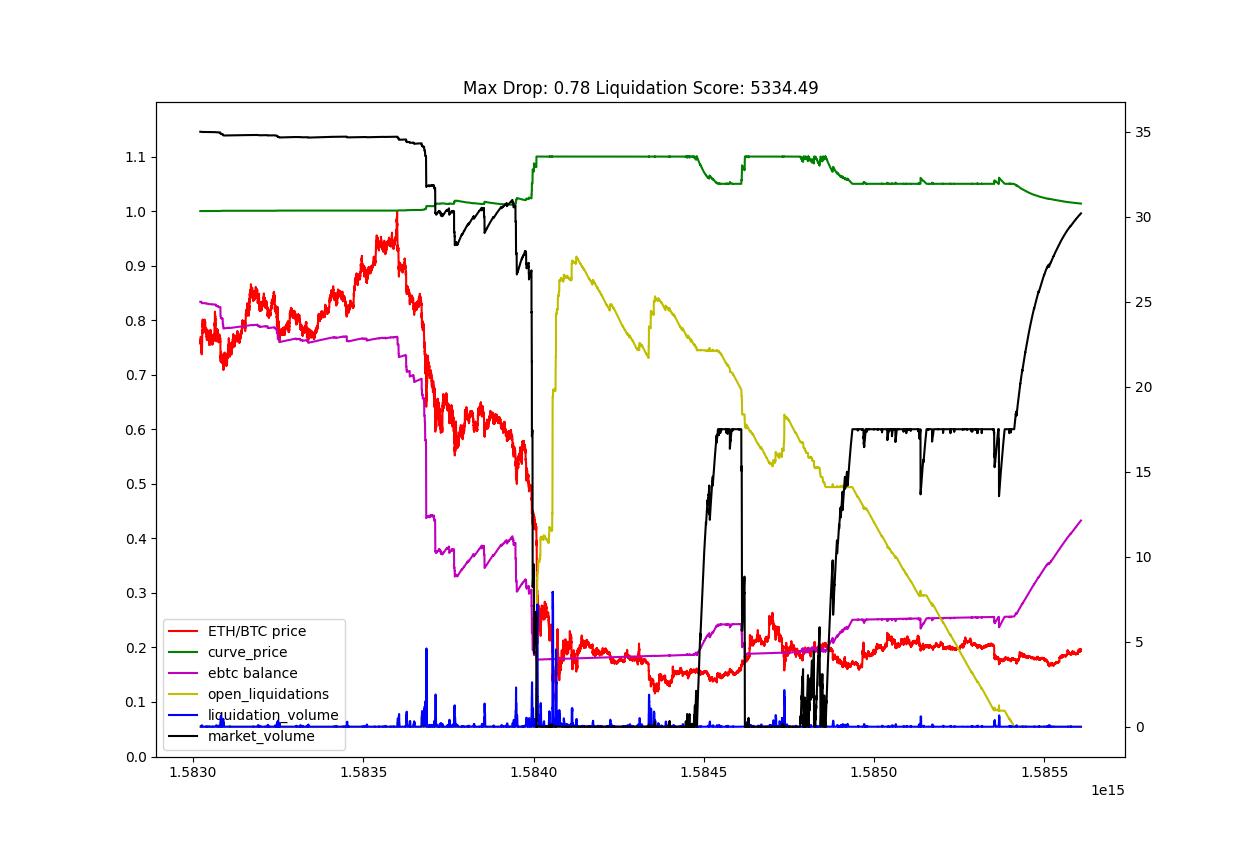 Max Drop: 0.78 Liquidation Score: 5334.49
1.1
1.0
0.9
0.8
0.7
0.6
0.5
0.4
0.3
0.2
0.1
0.0
35
30
25
20
15
10
5
0
ETH/BTC price
curve_price
ebtc balance
open_liquidations
liquidation_volume
market_volume
1.5830 1.5835 1.5840 1.5845 1.5850 1.5855
1e15